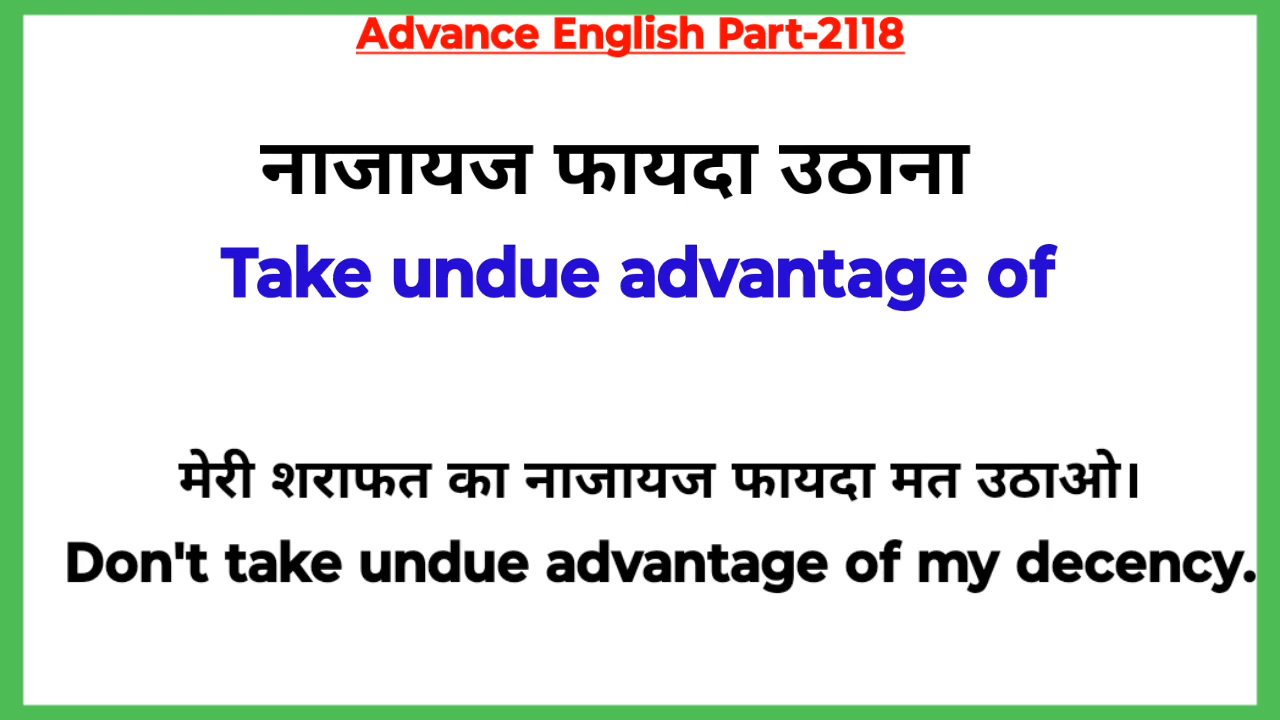 Advance English Part-2118
नाजायज फायदा उठाना
Take undue advantage of
मेरी शराफत का नाजायज फायदा मत उठाओ।
Don't take undue advantage of my decency.